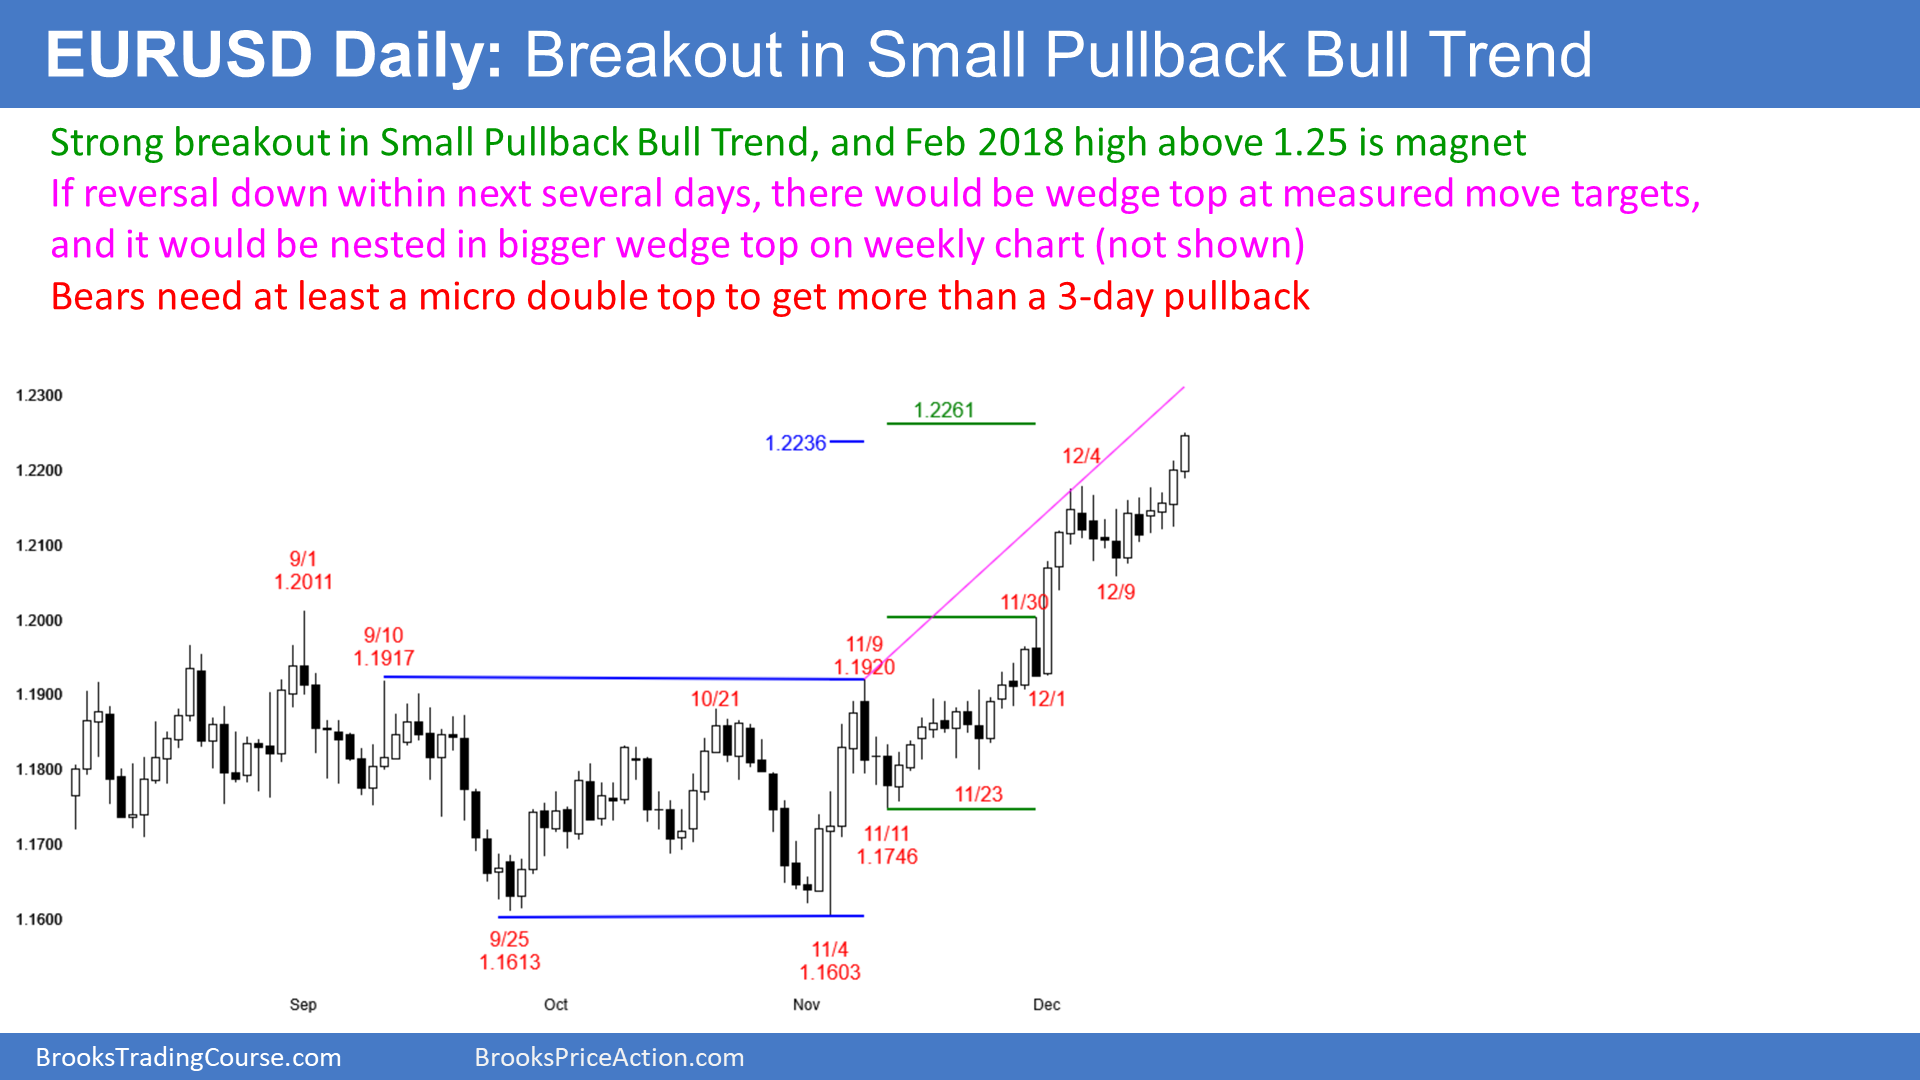 EURUSD Daily: Breakout in Small Pullback Bull Trend
Strong breakout in Small Pullback Bull Trend, and Feb 2018 high above 1.25 is magnet
If reversal down within next several days, there would be wedge top at measured move targets,
and it would be nested in bigger wedge top on weekly chart (not shown)
Bears need at least a micro double top to get more than a 3-day pullback
1.2300
1.2261
1.2236
12/4
1.2200
1.2100
9/1
1.2011
12/9
11/30
1.2000
9/10
1.1917
11/9
1.1920
1.1900
10/21
12/1
1.1800
11/23
11/11
1.1746
1.1700
1.1600
9/25
1.1613
11/4
1.1603
Sep
Oct
Nov
Dec
BrooksTradingCourse.com
BrooksPriceAction.com